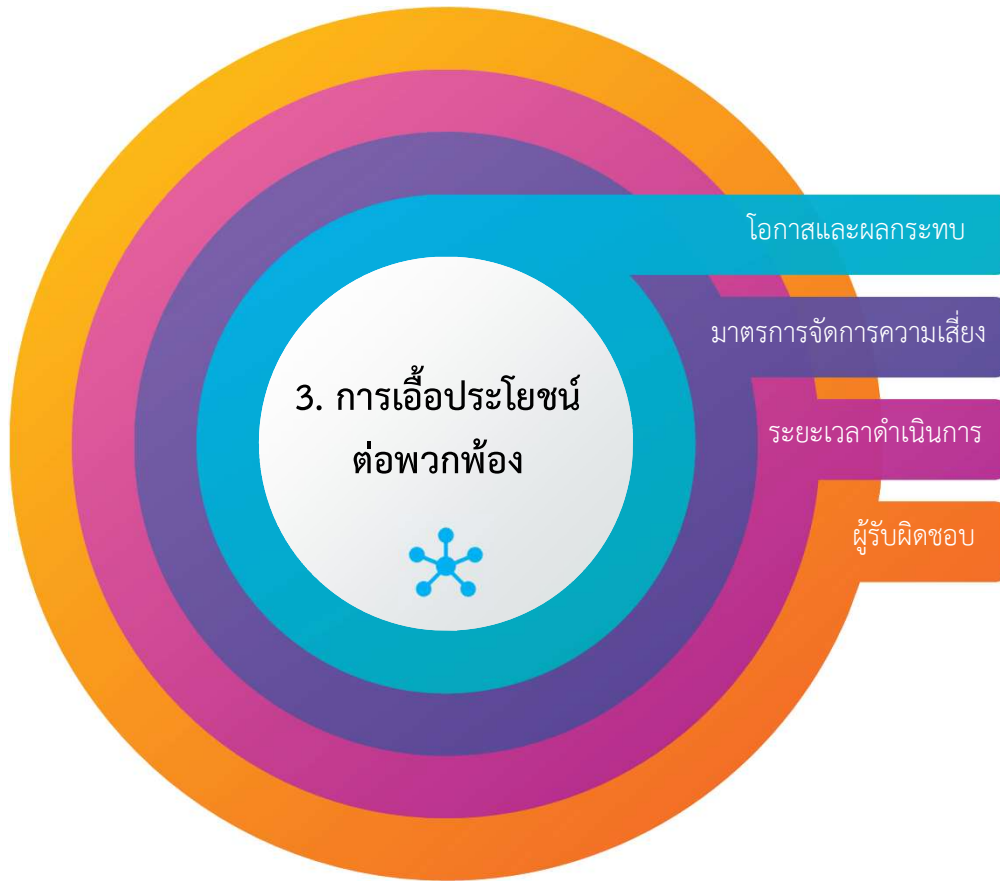 โอกาสและผลกระทบ
มาตรการจัดการความเสี่ยง
3. การเอื้อประโยชน์
ต่อพวกพ้อง
ระยะเวลาดำเนินการ
ผู้รับผิดชอบ